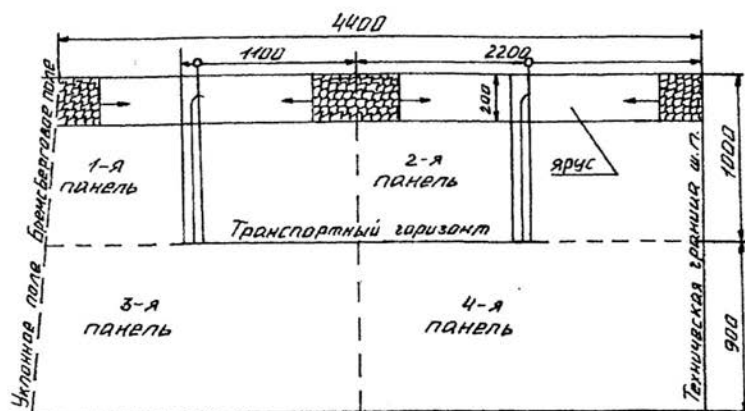 4400
1100
2200
200
1000
900
Бремсберговое поле
Уклонное поле
1-я
панель
2-я
панель
ярус
Транспортный горизонт
3-я
панель
4-я
панель
Техническая граница ш.п.